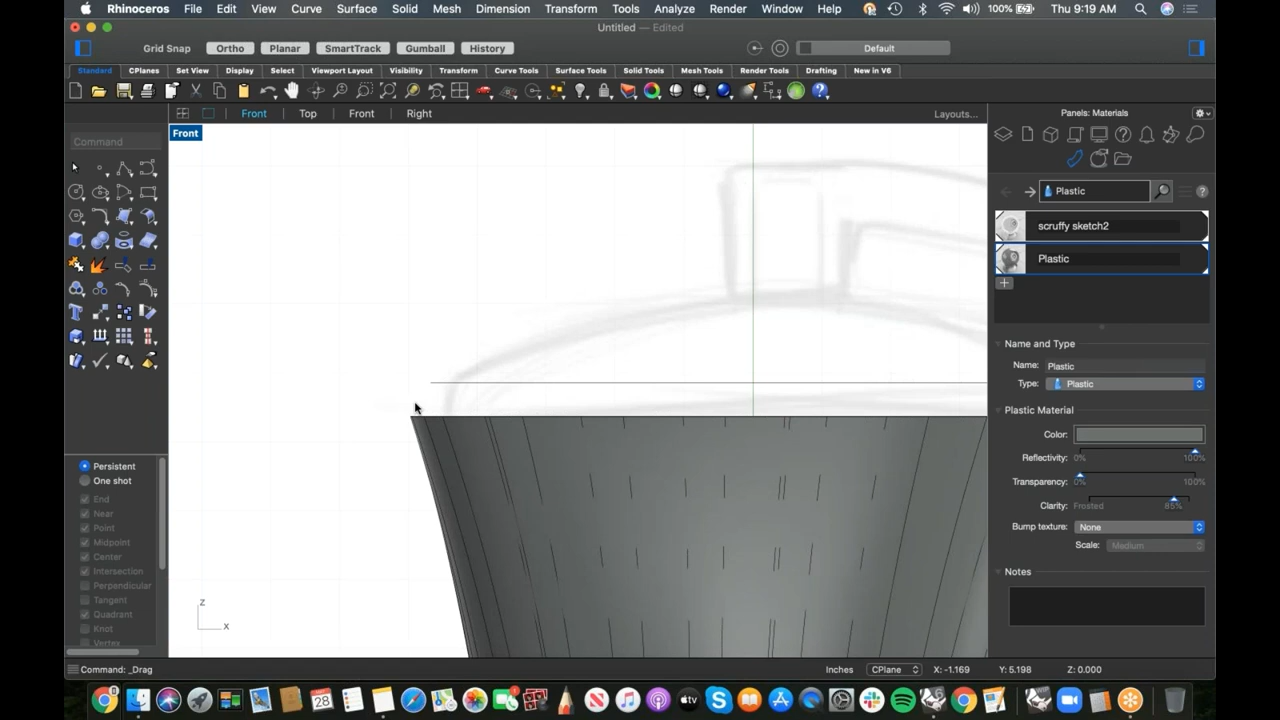 Rhinoceros File Edit View Curve Surface Solid Mesh Dimension Transform Tools Analyze Render Window Help 100% Thu 9:19 AM
Untitled — Edited
Grid Snap Ortho Planar SmartTrack Gumball History Default
Standard CPlanes Set View Display Select Viewport Layout Visibility Transform Curve Tools Surface Tools Solid Tools Mesh Tools Render Tools Drafting New in V6
Front Top Front Right Layouts... Panels: Materials
Front
Command
Plastic
scruffy sketch2
Plastic
Name and Type
Name: Plastic
Type: Plastic
Plastic Material
Color:
Reflectivity: 0% 100%
Transparency: 0% 100%
Clarity: Frosted 85%
Bump texture: None
Scale: Medium
Notes
Persistent
One shot
End
Near
Point
Midpoint
Center
Intersection
Perpendicular
Tangent
Quadrant
Knot
Vertex
z
x
Command: _Drag Inches CPlane X: -1.169 Y: 5.198 Z: 0.000
28
tv